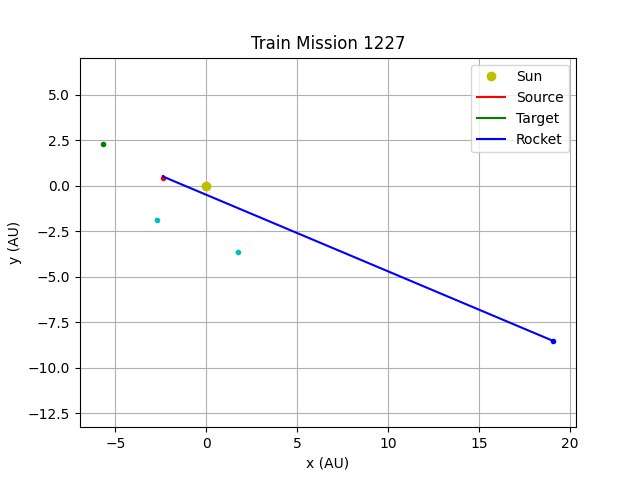 Train Mission 1227
Sun
Source
Target
Rocket
5.0
2.5
0.0
−2.5
−5.0
−7.5
−10.0
−12.5
y (AU)
−5
0
5
10
15
20
x (AU)